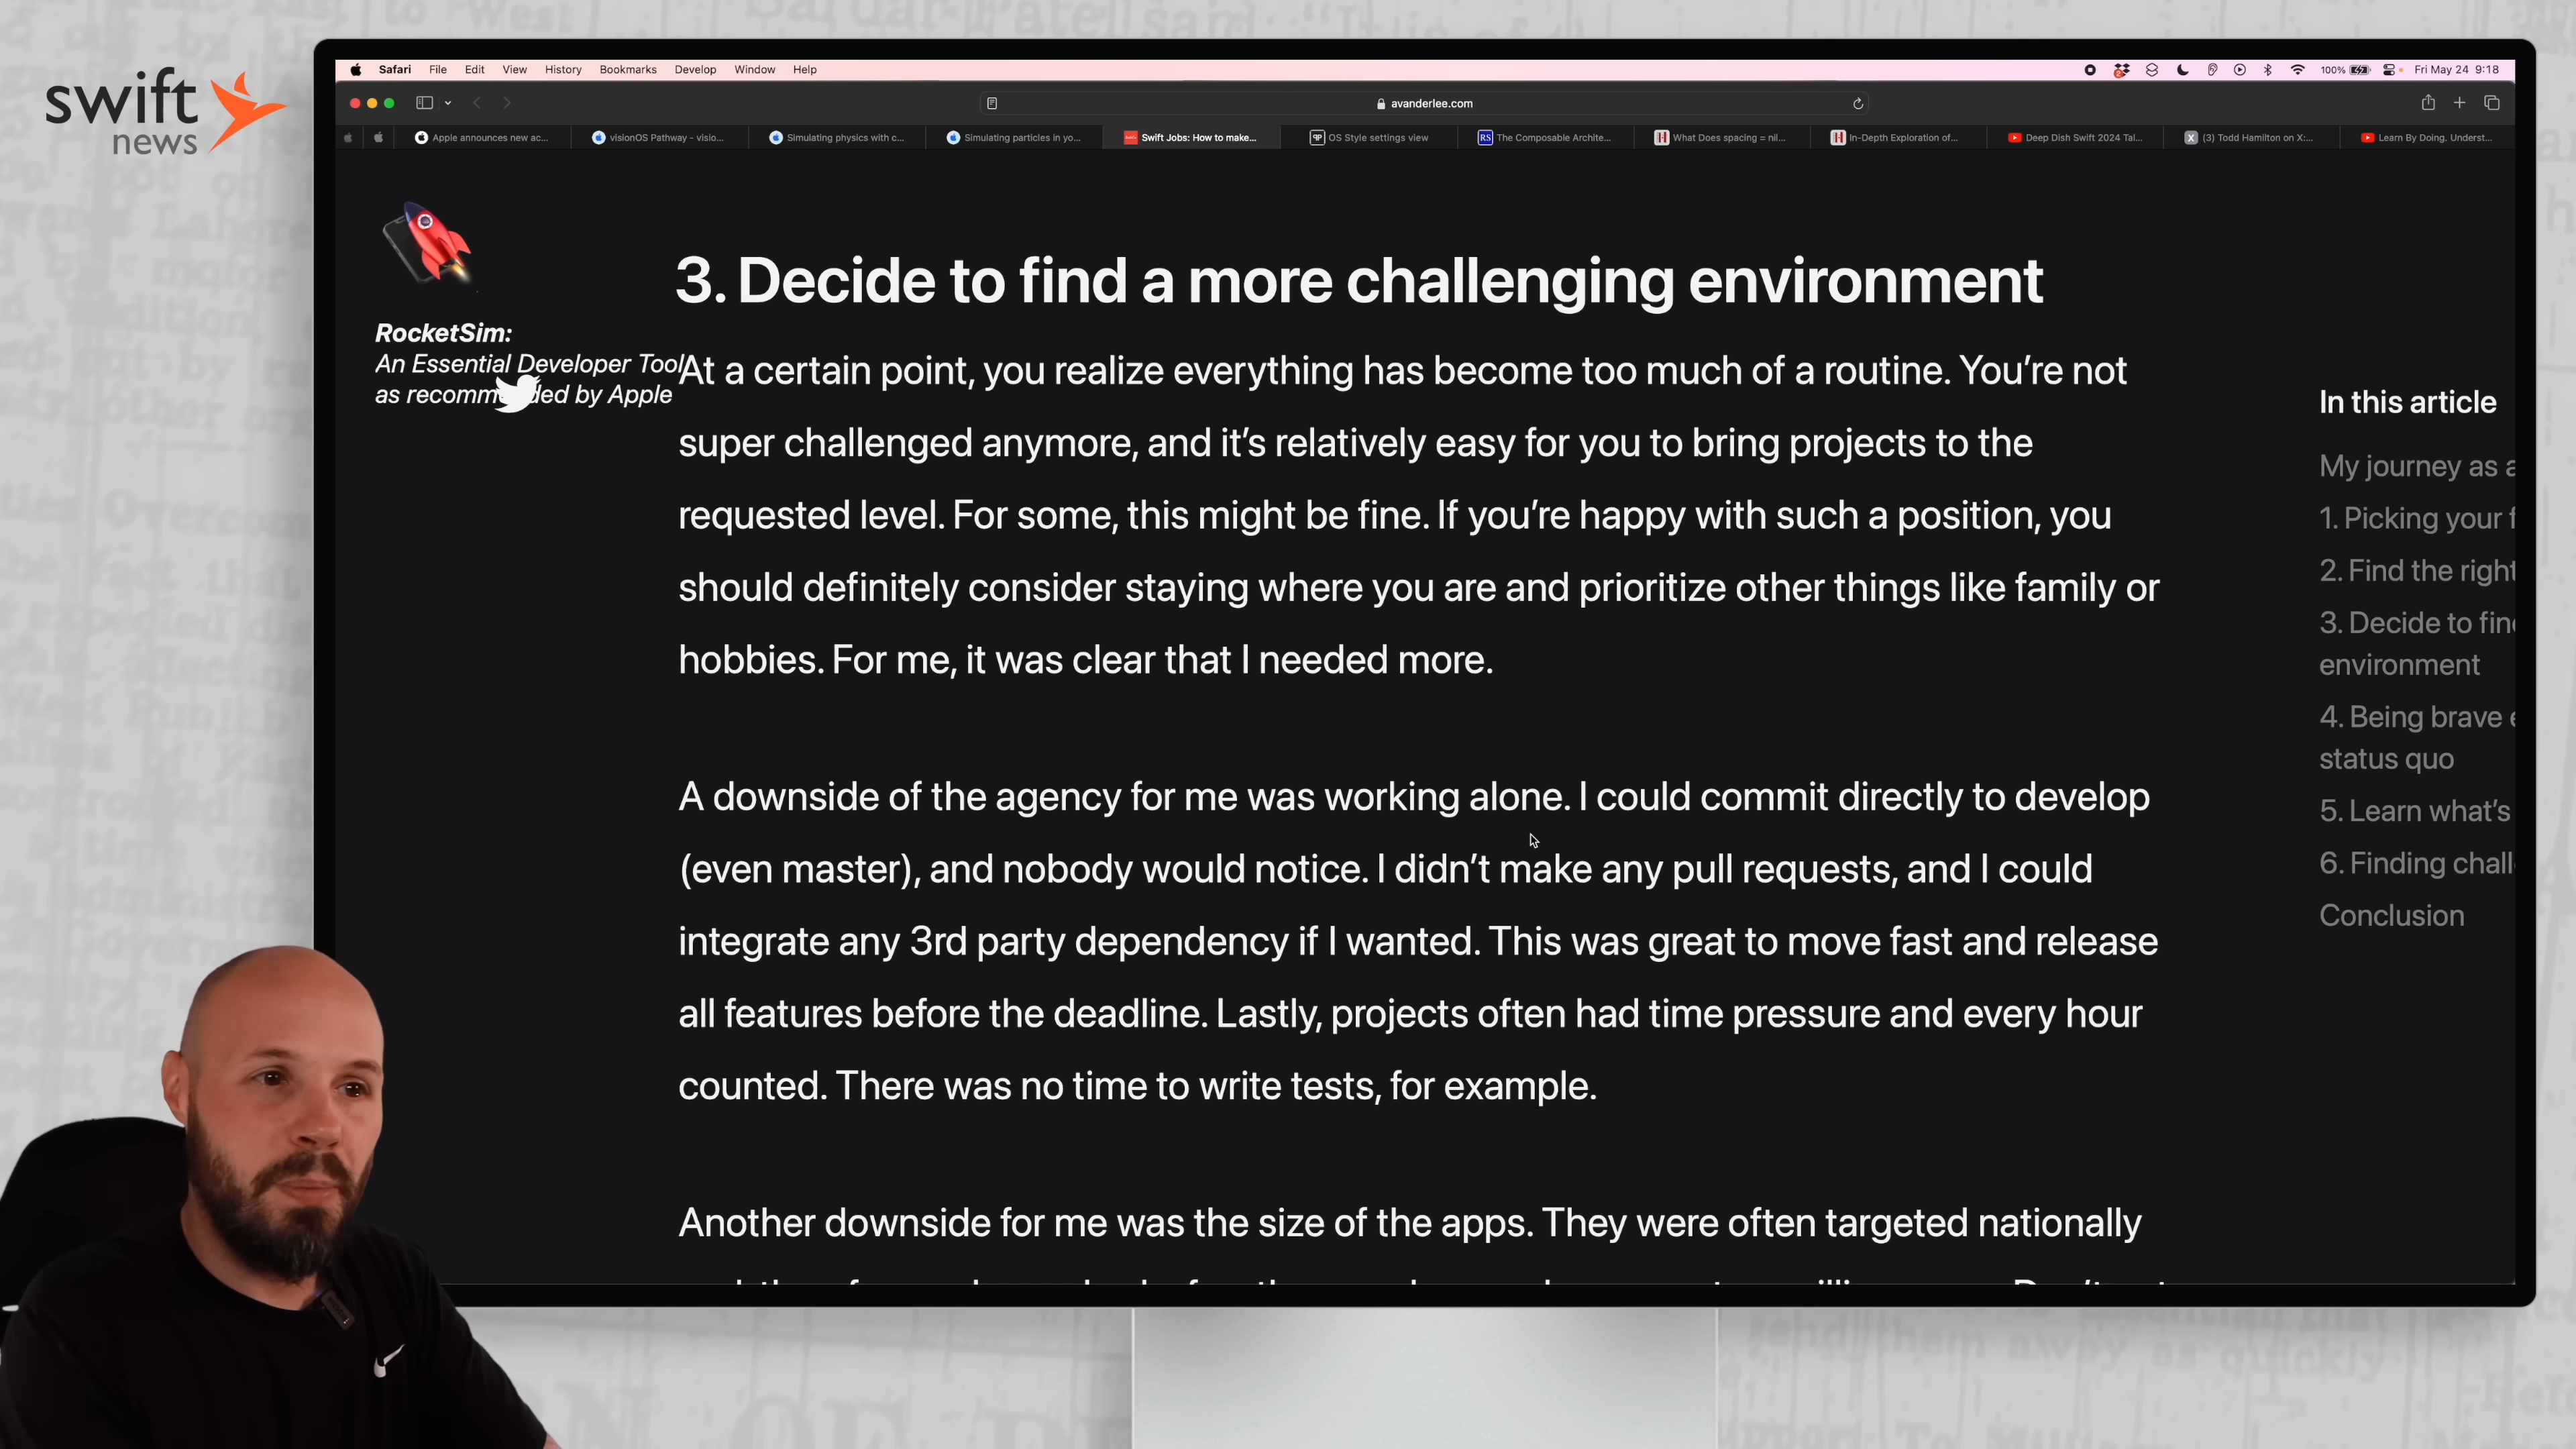 swift
news
Safari File Edit View History Bookmarks Develop Window Help
100% Fri May 24 9:18
avanderlee.com
Apple announces new ac...
visionOS Pathway - visio...
Simulating physics with c...
Simulating particles in yo...
Swift Jobs: How to make...
OS Style settings view
RS The Composable Archite...
What Does spacing = nil...
In-Depth Exploration of...
Deep Dish Swift 2024 Tal...
(3) Todd Hamilton on X:...
Learn By Doing. Underst...
RocketSim:
An Essential Developer Tool
as recommended by Apple
3. Decide to find a more challenging environment
At a certain point, you realize everything has become too much of a routine. You’re not
super challenged anymore, and it’s relatively easy for you to bring projects to the
requested level. For some, this might be fine. If you’re happy with such a position, you
should definitely consider staying where you are and prioritize other things like family or
hobbies. For me, it was clear that I needed more.
A downside of the agency for me was working alone. I could commit directly to develop
(even master), and nobody would notice. I didn’t make any pull requests, and I could
integrate any 3rd party dependency if I wanted. This was great to move fast and release
all features before the deadline. Lastly, projects often had time pressure and every hour
counted. There was no time to write tests, for example.
Another downside for me was the size of the apps. They were often targeted nationally
In this article
My journey as a
1. Picking your f
2. Find the right
3. Decide to fin
environment
4. Being brave
status quo
5. Learn what’s
6. Finding chall
Conclusion